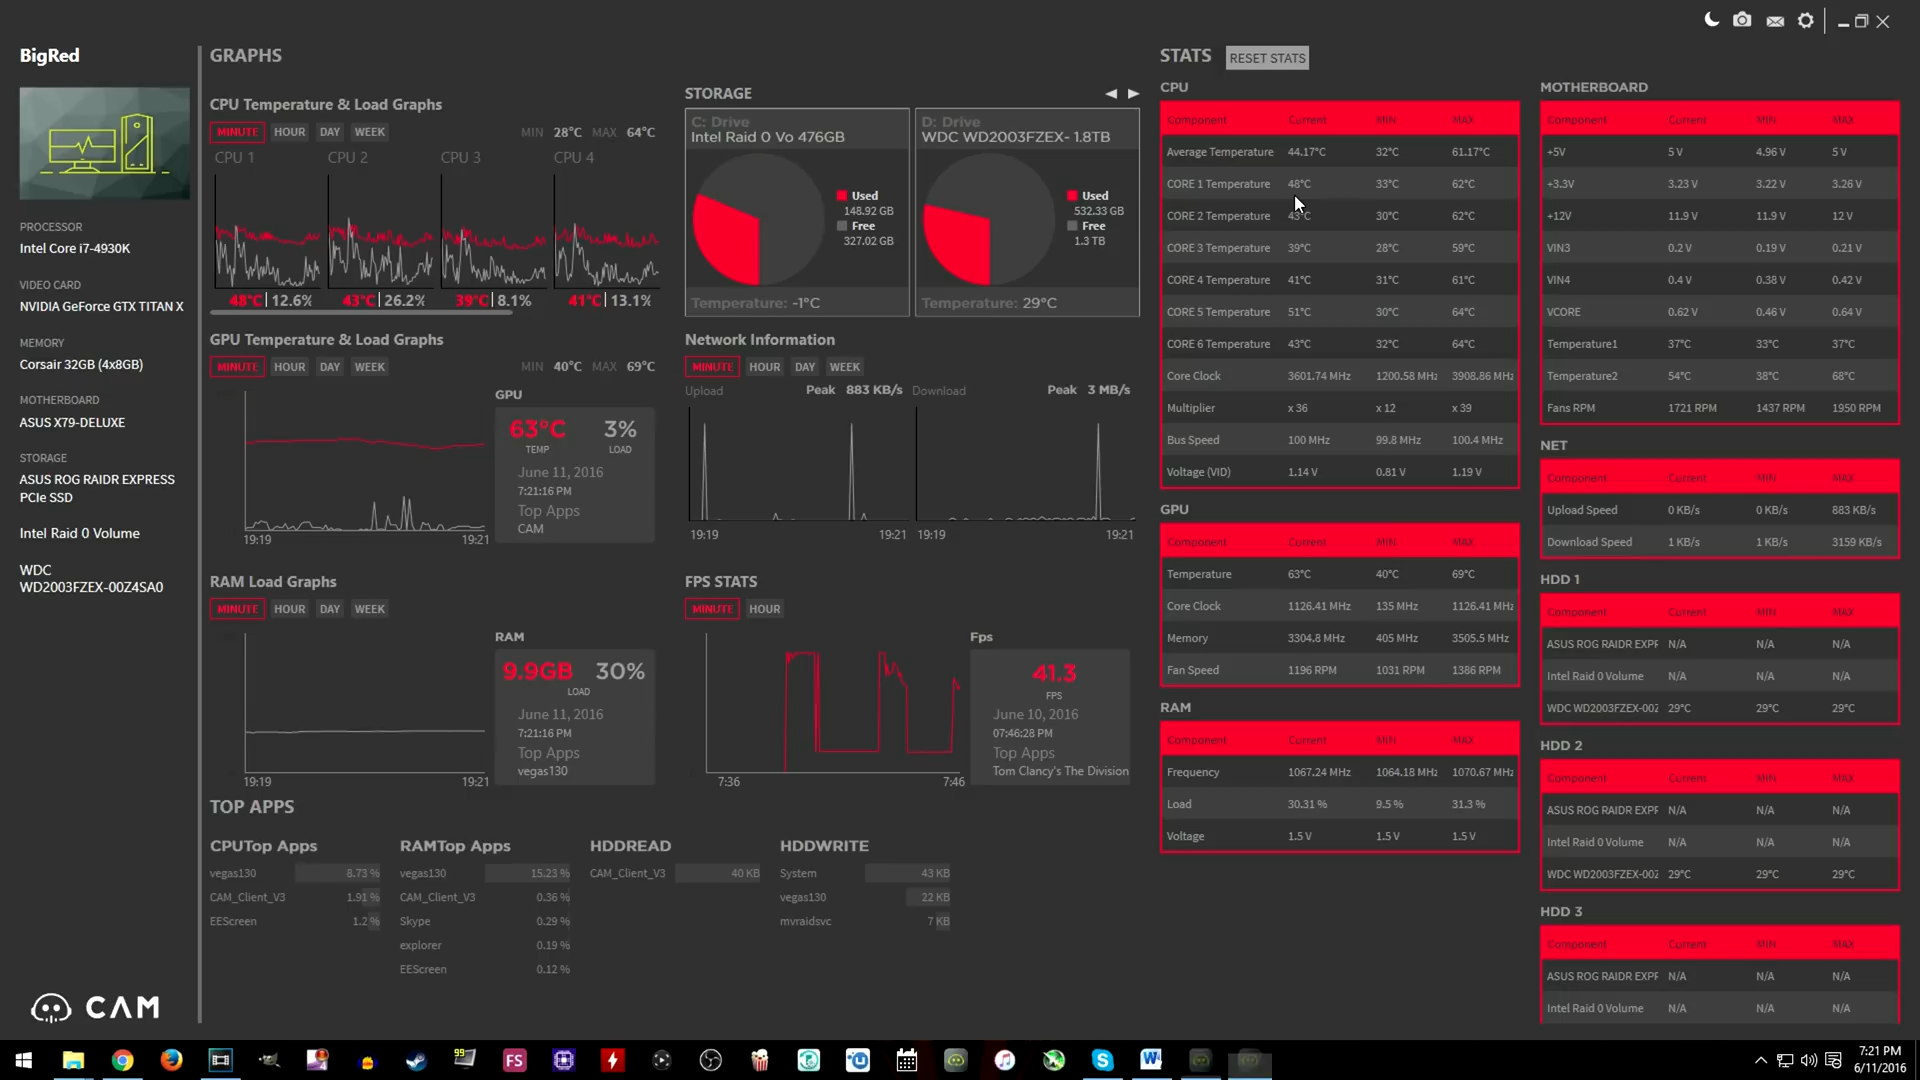 BigRed
PROCESSOR
Intel Core i7-4930K
VIDEO CARD
NVIDIA GeForce GTX TITAN X
MEMORY
Corsair 32GB (4x8GB)
MOTHERBOARD
ASUS X79-DELUXE
STORAGE
ASUS ROG RAIDR EXPRESS
PCIe SSD
Intel Raid 0 Volume
WDC
WD2003FZEX-00Z4SA0
CAM
GRAPHS
CPU Temperature & Load Graphs
MINUTE HOUR DAY WEEK MIN 28°C MAX 64°C
CPU 1 CPU 2 CPU 3 CPU 4
48°C 12.6% 43°C 26.2% 39°C 8.1% 41°C 13.1%
GPU Temperature & Load Graphs
MINUTE HOUR DAY WEEK MIN 40°C MAX 69°C
GPU
63°C 3%
TEMP LOAD
June 11, 2016
7:21:16 PM
Top Apps
CAM
19:19 19:21
RAM Load Graphs
MINUTE HOUR DAY WEEK
RAM
9.9GB 30%
LOAD
June 11, 2016
7:21:16 PM
Top Apps
vegas130
19:19 19:21
STORAGE
C: Drive
Intel Raid 0 Vo 476GB
Used
148.92 GB
Free
327.02 GB
Temperature: -1°C
D: Drive
WDC WD2003FZEX- 1.8TB
Used
532.33 GB
Free
1.3 TB
Temperature: 29°C
Network Information
MINUTE HOUR DAY WEEK
Upload Peak 883 KB/s Download Peak 3 MB/s
19:19 19:21 19:19 19:21
FPS STATS
MINUTE HOUR
Fps
41.3
FPS
June 10, 2016
07:46:28 PM
Top Apps
Tom Clancy's The Division
7:36 7:46
TOP APPS
CPUTop Apps
vegas130 8.73 %
CAM_Client_V3 1.91 %
EEScreen 1.2 %
RAMTop Apps
vegas130 15.23 %
CAM_Client_V3 0.36 %
Skype 0.29 %
explorer 0.19 %
EEScreen 0.12 %
HDDREAD
CAM_Client_V3 40 KB
HDDWRITE
System 43 KB
vegas130 22 KB
mvraidsvc 7 KB
STATS RESET STATS
CPU
Component Current MIN MAX
Average Temperature 44.17°C 32°C 61.17°C
CORE 1 Temperature 48°C 33°C 62°C
CORE 2 Temperature 43°C 30°C 62°C
CORE 3 Temperature 39°C 28°C 59°C
CORE 4 Temperature 41°C 31°C 61°C
CORE 5 Temperature 51°C 30°C 64°C
CORE 6 Temperature 43°C 32°C 64°C
Core Clock 3601.74 MHz 1200.58 MHz 3908.86 MHz
Multiplier x 36 x 12 x 39
Bus Speed 100 MHz 99.8 MHz 100.4 MHz
Voltage (VID) 1.14 V 0.81 V 1.19 V
GPU
Component Current MIN MAX
Temperature 63°C 40°C 69°C
Core Clock 1126.41 MHz 135 MHz 1126.41 MHz
Memory 3304.8 MHz 405 MHz 3505.5 MHz
Fan Speed 1196 RPM 1031 RPM 1386 RPM
RAM
Component Current MIN MAX
Frequency 1067.24 MHz 1064.18 MHz 1070.67 MHz
Load 30.31 % 9.5 % 31.3 %
Voltage 1.5 V 1.5 V 1.5 V
MOTHERBOARD
Component Current MIN MAX
+5V 5 V 4.96 V 5 V
+3.3V 3.23 V 3.22 V 3.26 V
+12V 11.9 V 11.9 V 12 V
VIN3 0.2 V 0.19 V 0.21 V
VIN4 0.4 V 0.38 V 0.42 V
VCORE 0.62 V 0.46 V 0.64 V
Temperature1 37°C 33°C 37°C
Temperature2 54°C 38°C 68°C
Fans RPM 1721 RPM 1437 RPM 1950 RPM
NET
Component Current MIN MAX
Upload Speed 0 KB/s 0 KB/s 883 KB/s
Download Speed 1 KB/s 1 KB/s 3159 KB/s
HDD 1
Component Current MIN MAX
ASUS ROG RAIDR EXPF N/A N/A N/A
Intel Raid 0 Volume N/A N/A N/A
WDC WD2003FZEX-00Z 29°C 29°C 29°C
HDD 2
Component Current MIN MAX
ASUS ROG RAIDR EXPF N/A N/A N/A
Intel Raid 0 Volume N/A N/A N/A
WDC WD2003FZEX-00Z 29°C 29°C 29°C
HDD 3
Component Current MIN MAX
ASUS ROG RAIDR EXPF N/A N/A N/A
Intel Raid 0 Volume N/A N/A N/A
99
FS
7:21 PM
6/11/2016